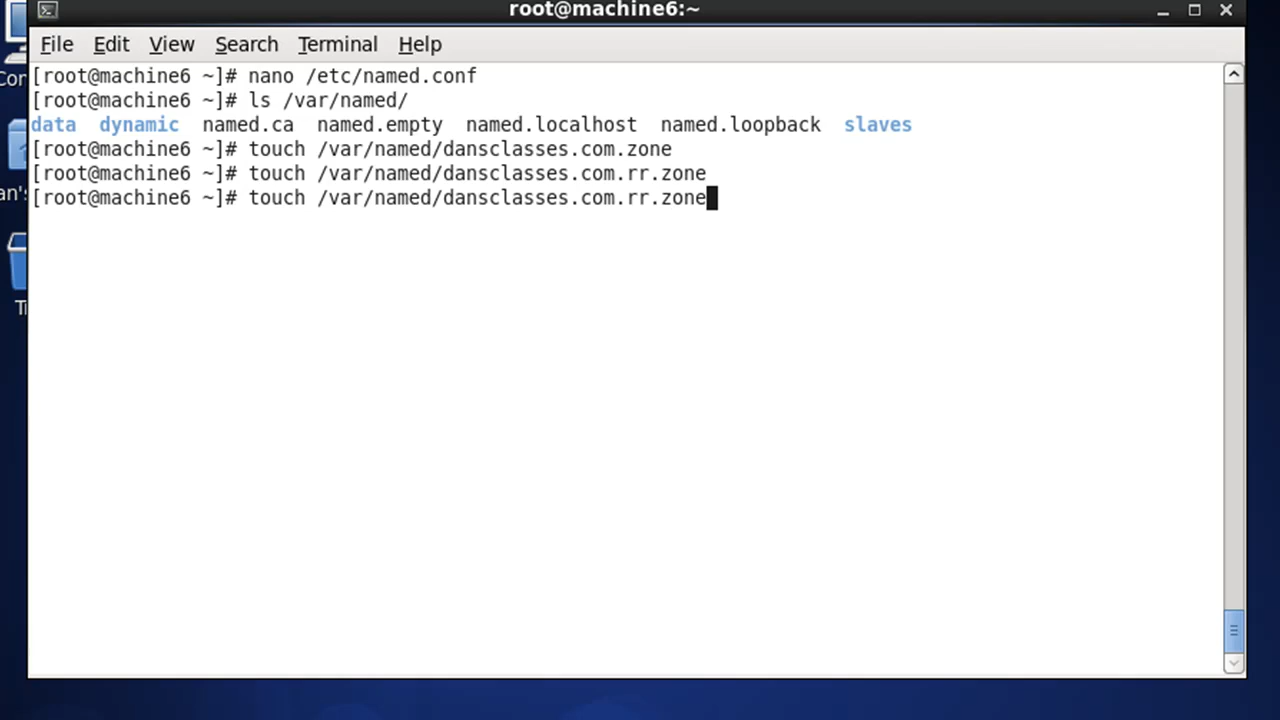 root@machine6:~
File Edit View Search Terminal Help
[root@machine6 ~]# nano /etc/named.conf
[root@machine6 ~]# ls /var/named/
data dynamic named.ca named.empty named.localhost named.loopback slaves
[root@machine6 ~]# touch /var/named/dansclasses.com.zone
[root@machine6 ~]# touch /var/named/dansclasses.com.rr.zone
[root@machine6 ~]# touch /var/named/dansclasses.com.rr.zone